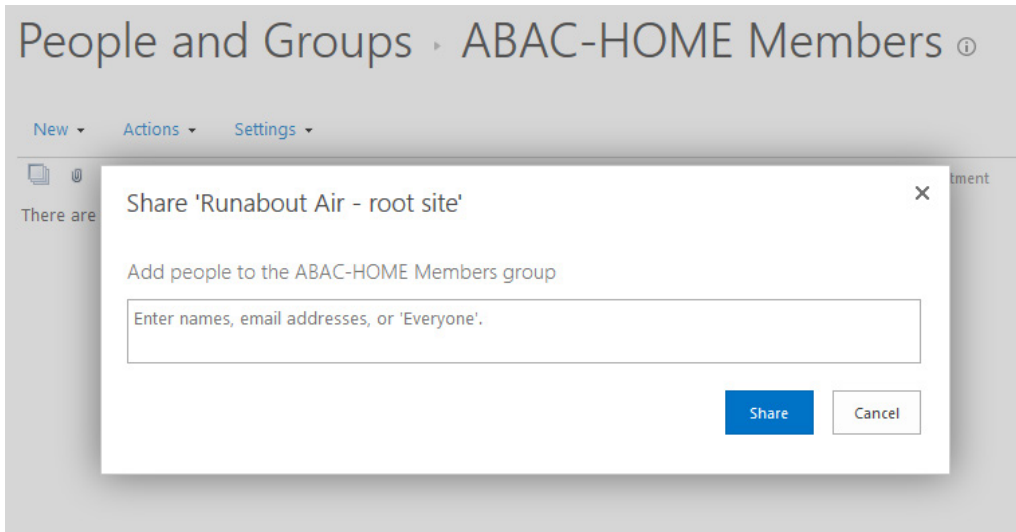 People and Groups ▸ ABAC-HOME Members
New Actions Settings
tment
There are
Share 'Runabout Air - root site'
Add people to the ABAC-HOME Members group
Enter names, email addresses, or 'Everyone'.
Share Cancel